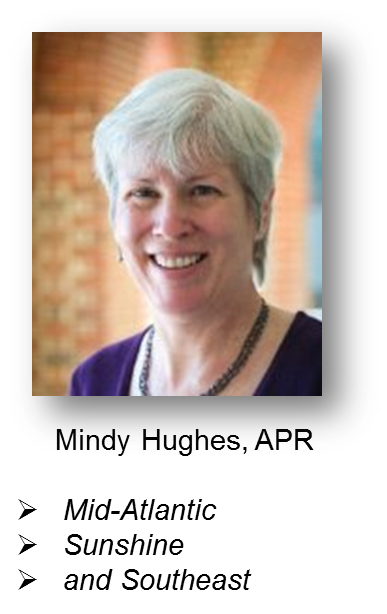 Mindy Hughes, APR
➢ Mid-Atlantic
➢ Sunshine
➢ and Southeast